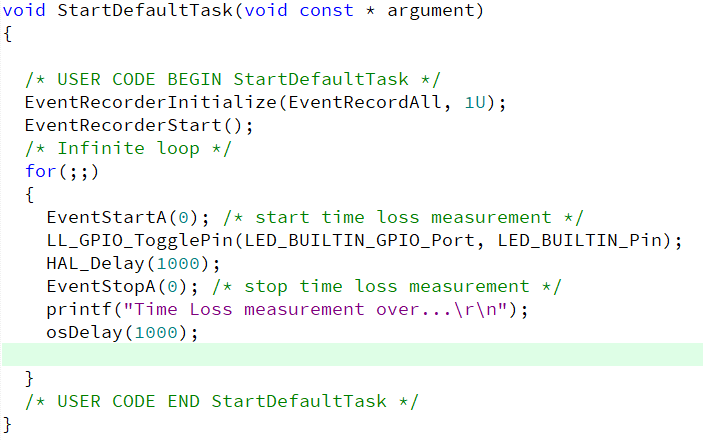 void StartDefaultTask(void const * argument)
{
/* USER CODE BEGIN StartDefaultTask */
EventRecorderInitialize(EventRecordAll, 1U);
EventRecorderStart();
/* Infinite loop */
for(;;)
{
EventStartA(0); /* start time loss measurement */
LL_GPIO_TogglePin(LED_BUILTIN_GPIO_Port, LED_BUILTIN_Pin);
HAL_Delay(1000);
EventStopA(0); /* stop time loss measurement */
printf("Time Loss measurement over...\r\n");
osDelay(1000);
}
/* USER CODE END StartDefaultTask */
}